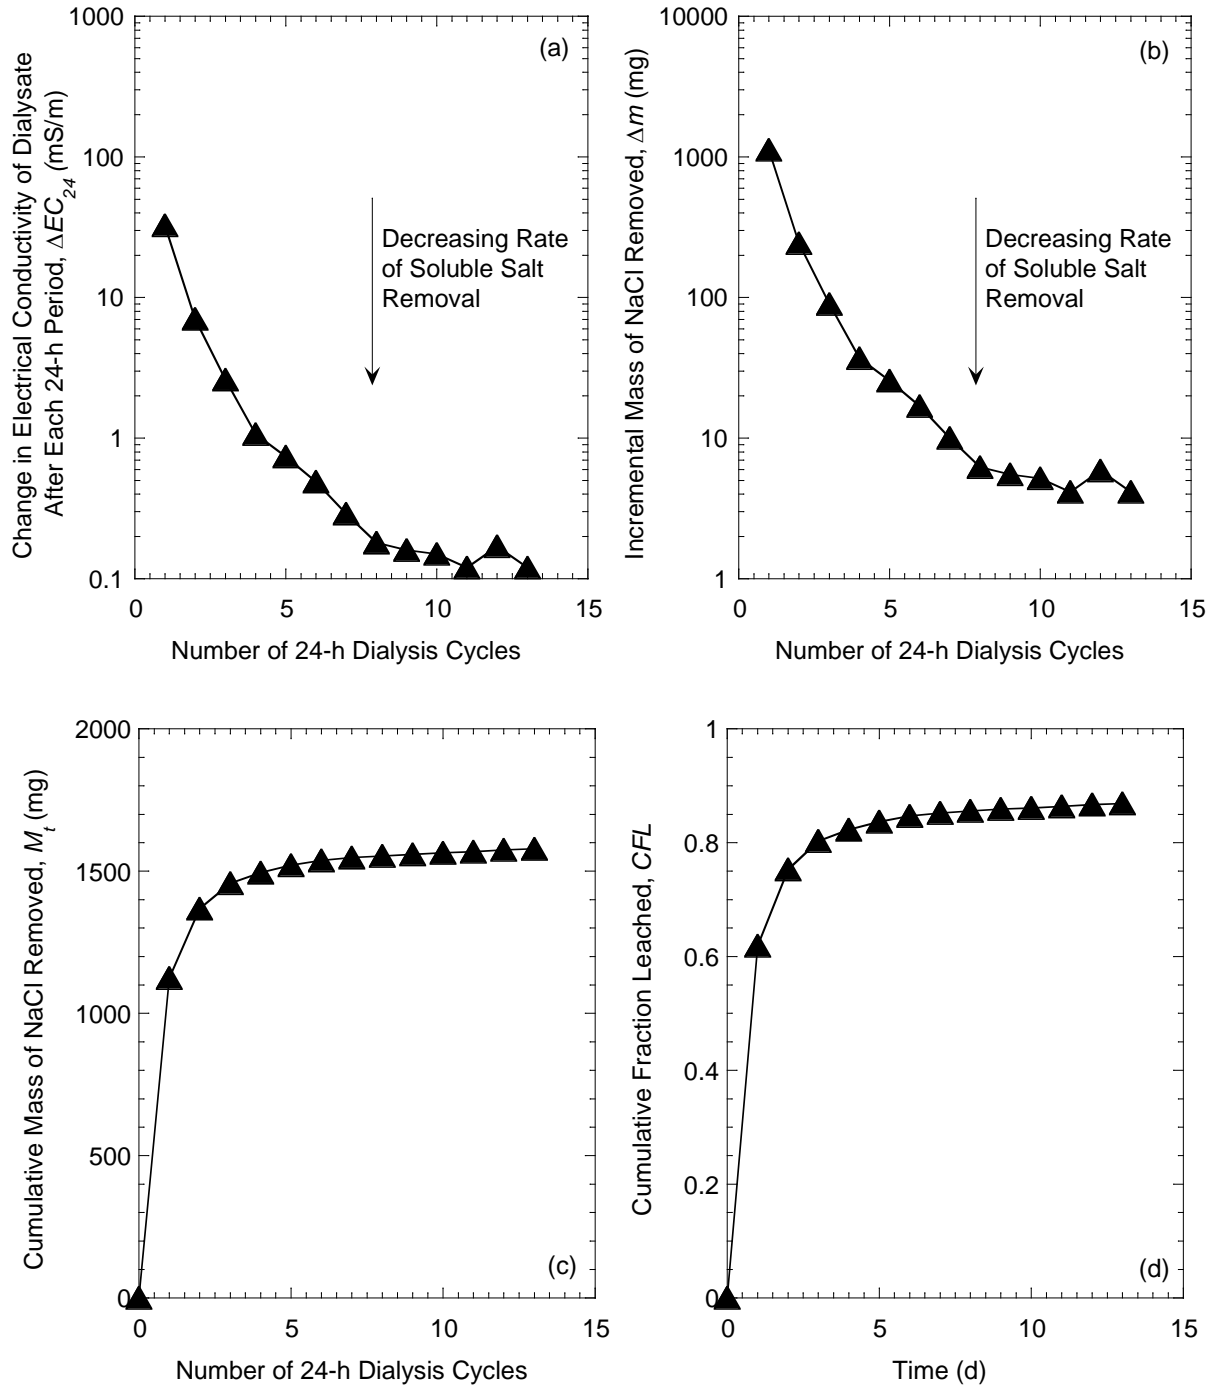 1000
100
10
1
0.1
Change in Electrical Conductivity of Dialysate
After Each 24-h Period, ΔEC24 (mS/m)
(a)
Decreasing Rate
of Soluble Salt
Removal
0 5 10 15
Number of 24-h Dialysis Cycles
10000
1000
100
10
1
Incremental Mass of NaCl Removed, Δm (mg)
(b)
Decreasing Rate
of Soluble Salt
Removal
0 5 10 15
Number of 24-h Dialysis Cycles
2000
1500
1000
500
0
Cumulative Mass of NaCl Removed, Mt (mg)
(c)
0 5 10 15
Number of 24-h Dialysis Cycles
1
0.8
0.6
0.4
0.2
0
Cumulative Fraction Leached, CFL
(d)
0 5 10 15
Time (d)